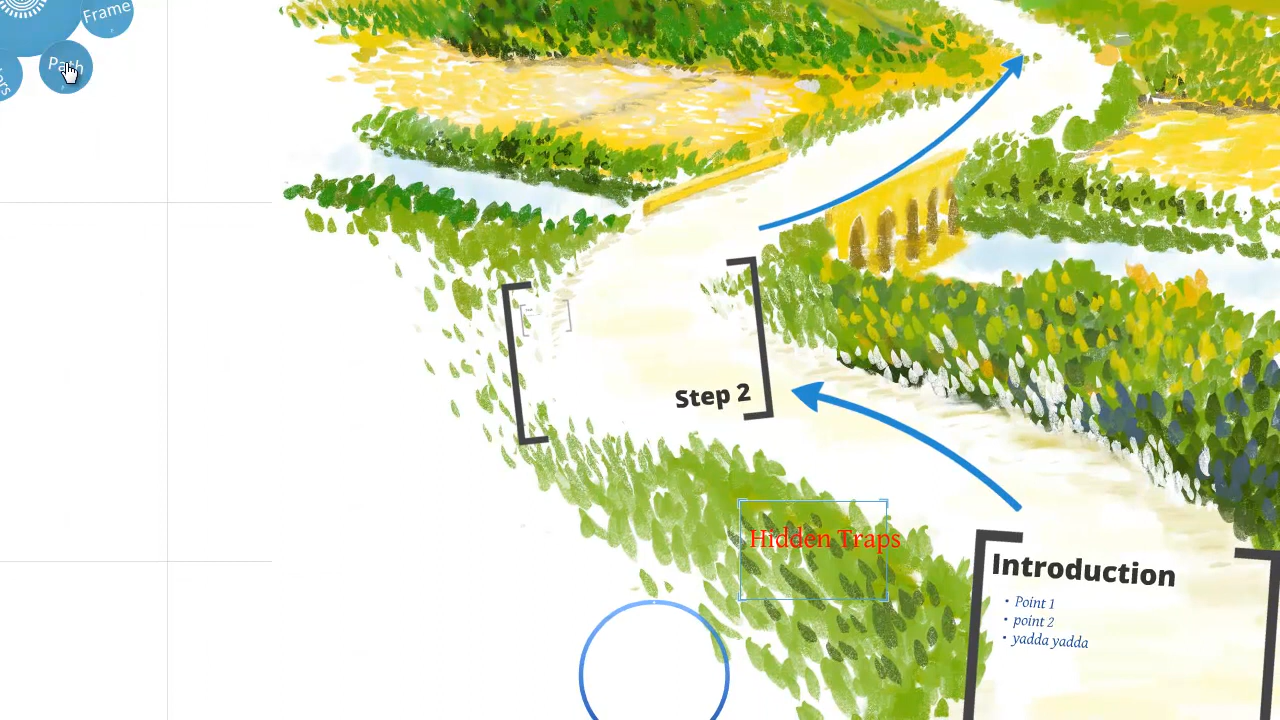 Frame
Path
Step 2
Hidden Traps
Introduction
• Point 1
• point 2
• yadda yadda